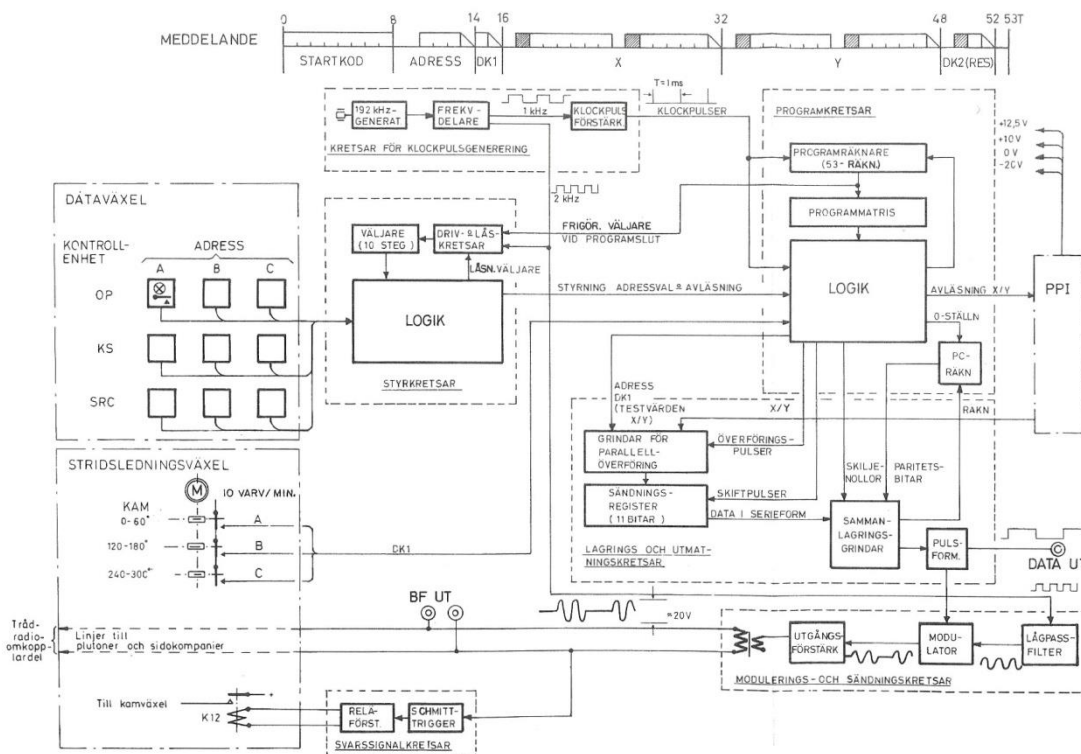 0 8 14 16 32 48 52 53T
MEDDELANDE
STARTKOD ADRESS DK1 X Y DK2(RES)
192 kHz-
GENERAT.
FREKV-
DELARE
1 kHz
KLOCKPULS
FÖRSTÄRK.
T=1ms
KLOCKPULSER
KRETSAR FÖR KLOCKPULSGENERERING
2 kHz
PROGRAMKRETSAR
PROGRAMRÄKNARE
(53-RÄKN.)
PROGRAMMATRIS
LOGIK
+12,5V
+10V
0 V
-20V
PPI
DATAVÄXEL
KONTROLL-
ENHET
ADRESS
A B C
OP
KS
SRC
VÄLJARE
(10 STEG)
DRIV- & LÅS-
KRETSAR
LÅSN.VÄLJARE
LOGIK
STYRKRETSAR
FRIGÖR. VÄLJARE
VID PROGRAMSLUT
STYRNING ADRESSVAL & AVLÄSNING
AVLÄSNING X/Y
0-STÄLLN
PC-
RÄKN
RÄKN
ADRESS
DK1
(TESTVÄRDEN
X/Y)
X/Y
GRINDAR FÖR
PARALLELL-
ÖVERFÖRING
ÖVERFÖRINGS-
PULSER
SÄNDNINGS-
REGISTER
(11 BITAR)
SKIFTPULSER
DATA I SERIEFORM
SKILJE-
NOLLOR
PARITETS-
BITAR
SAMMAN-
LAGRINGS-
GRINDAR
PULS-
FORM.
DATA UT
LAGRINGS OCH UTMAT-
NINGSKRETSAR
STRIDSLEDNINGSVÄXEL
M
10 VARV/MIN.
KAM
0-60°
A
120-180°
B
240-300°
C
DK1
BF UT
≈20V
Tråd-
radio-
omkopp-
lardel
Linjer till
plutoner och sidokompanier
UTGÅNGS
FÖRSTÄRK
MODU-
LATOR
LÅGPASS-
FILTER
MODULERINGS- OCH SÄNDNINGSKRETSAR
Till kamväxel
+
K12
RELÄ-
FÖRST.
SCHMITT-
TRIGGER
SVARSSIGNALKRETSAR